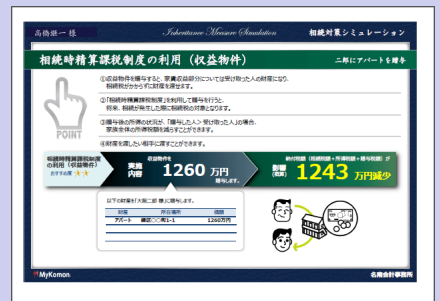 高橋継一 様
Inheritance Measure Simulation
相続対策シミュレーション
相続時精算課税制度の利用(収益物件)
二郎にアパートを贈与
①収益物件を贈与すると、家賃収益部分については受け取った人の財産になり、
相続税がかからずに財産を渡せます。
②「相続時精算課税制度」を利用して贈与を行うと、
将来、相続が発生した際に相続税の対象となります。
③贈与後の所得の状況が、「贈与した人> 受け取った人」の場合、
家族全体の所得税額を減らすことができます。
④財産を渡したい相手に渡すことができます。
POINT
相続時精算課税制度
の利用(収益物件)
おすすめ度 ★★
実施
内容
収益物件を
1260 万円
贈与します。
影響
(概算)
納付税額(相続税額+所得税額+贈与税額)が
1243 万円減少
以下の財産を「大阪二郎 様」に贈与します。
財産 所在場所 価額
アパート 緑区○○町1-1 1260万円
MyKomon
名南会計事務所